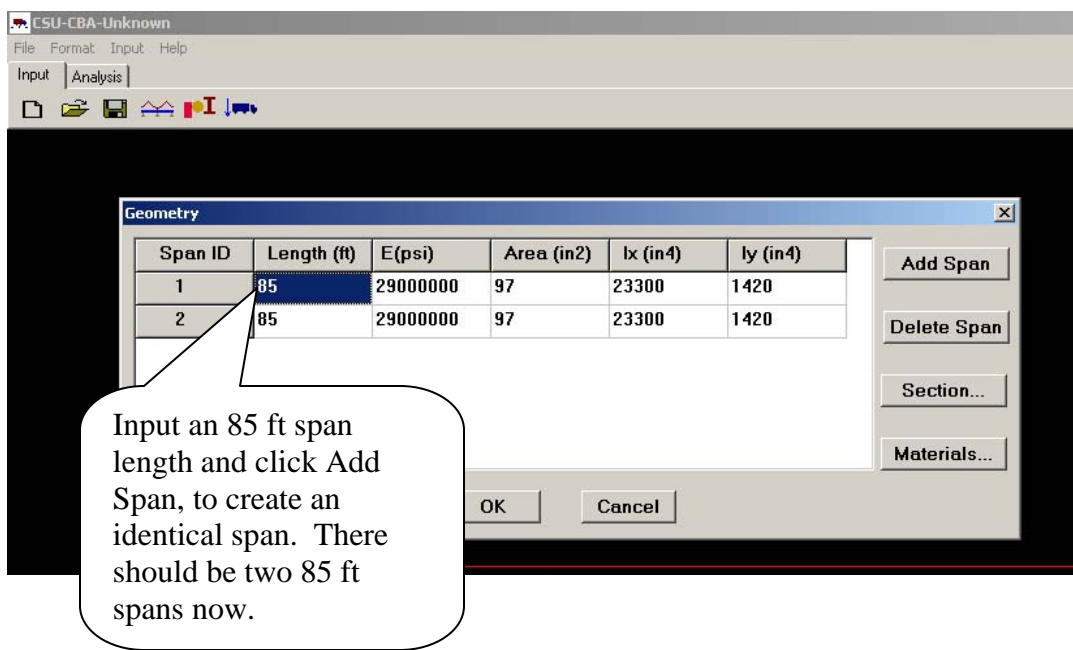 CSU-CBA-Unknown
File Format Input Help
Input Analysis
Geometry
Span ID Length (ft) E(psi) Area (in2) Ix (in4) Iy (in4)
1 85 29000000 97 23300 1420
2 85 29000000 97 23300 1420
Add Span
Delete Span
Section...
Materials...
OK Cancel
Input an 85 ft span
length and click Add
Span, to create an
identical span. There
should be two 85 ft
spans now.